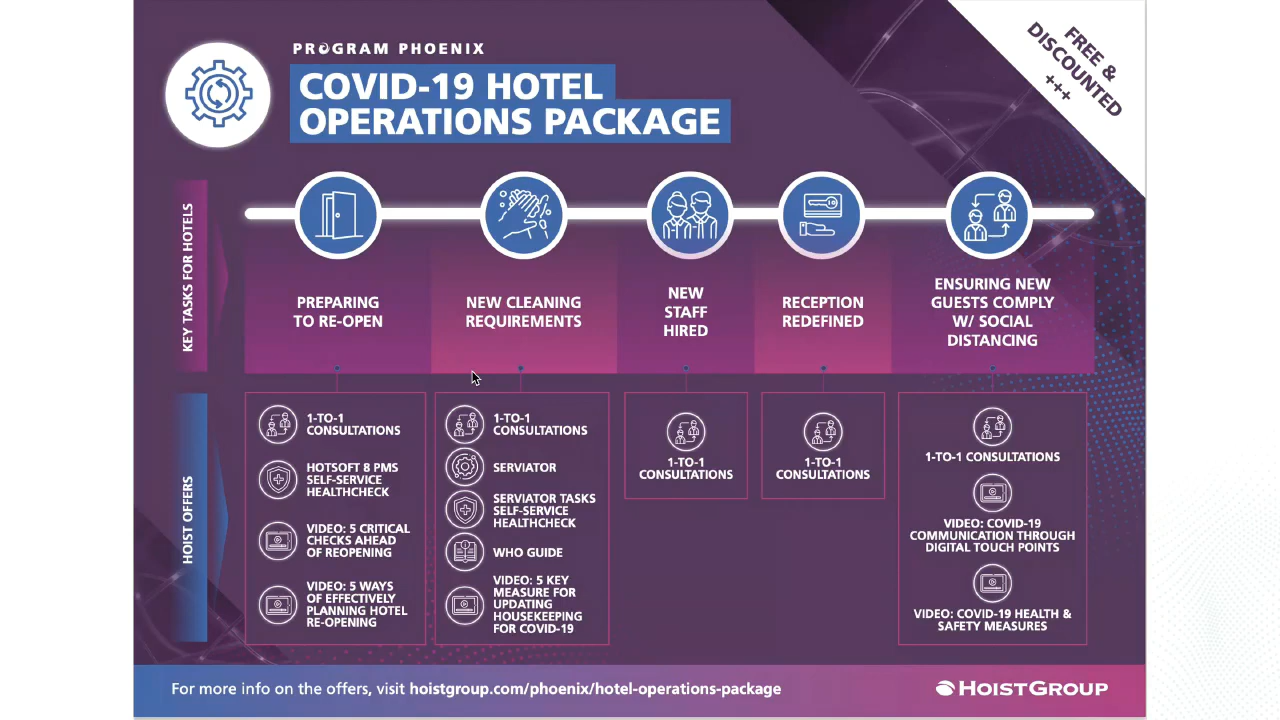 PROGRAM PHOENIX
COVID-19 HOTEL
OPERATIONS PACKAGE
FREE &
DISCOUNTED
+++
KEY TASKS FOR HOTELS
PREPARING
TO RE-OPEN
NEW CLEANING
REQUIREMENTS
NEW
STAFF
HIRED
RECEPTION
REDEFINED
ENSURING NEW
GUESTS COMPLY
W/ SOCIAL
DISTANCING
HOIST OFFERS
1-TO-1
CONSULTATIONS
HOTSOFT 8 PMS
SELF-SERVICE
HEALTHCHECK
VIDEO: 5 CRITICAL
CHECKS AHEAD
OF REOPENING
VIDEO: 5 WAYS
OF EFFECTIVELY
PLANNING HOTEL
RE-OPENING
1-TO-1
CONSULTATIONS
SERVIATOR
SERVIATOR TASKS
SELF-SERVICE
HEALTHCHECK
WHO GUIDE
VIDEO: 5 KEY
MEASURE FOR
UPDATING
HOUSEKEEPING
FOR COVID-19
1-TO-1
CONSULTATIONS
1-TO-1
CONSULTATIONS
1-TO-1 CONSULTATIONS
VIDEO: COVID-19
COMMUNICATION THROUGH
DIGITAL TOUCH POINTS
VIDEO: COVID-19 HEALTH &
SAFETY MEASURES
For more info on the offers, visit hoistgroup.com/phoenix/hotel-operations-package
HOISTGROUP